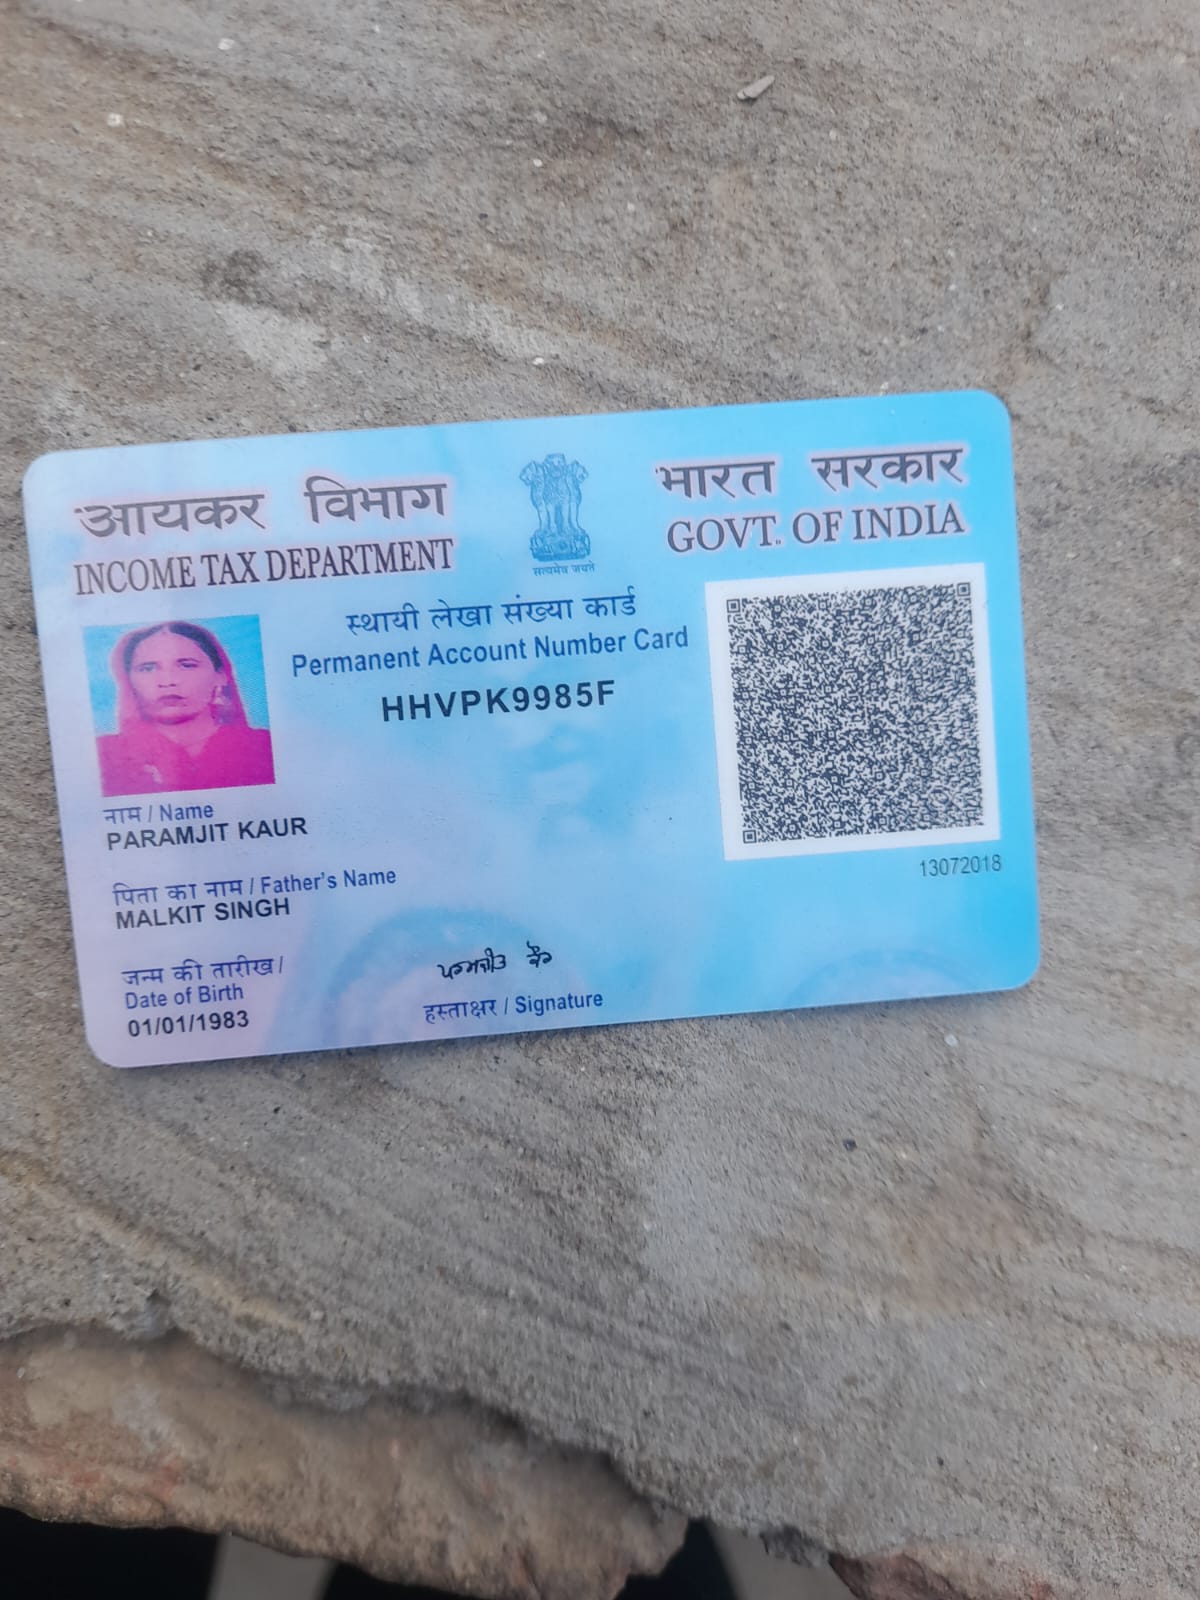 आयकर विभाग
INCOME TAX DEPARTMENT
सत्यमेव जयते
भारत सरकार
GOVT. OF INDIA
स्थायी लेखा संख्या कार्ड
Permanent Account Number Card
HHVPK9985F
नाम / Name
PARAMJIT KAUR
पिता का नाम / Father's Name
MALKIT SINGH
जन्म की तारीख /
Date of Birth
01/01/1983
ਪਰਮਜੀਤ ਕੌਰ
हस्ताक्षर / Signature
13072018